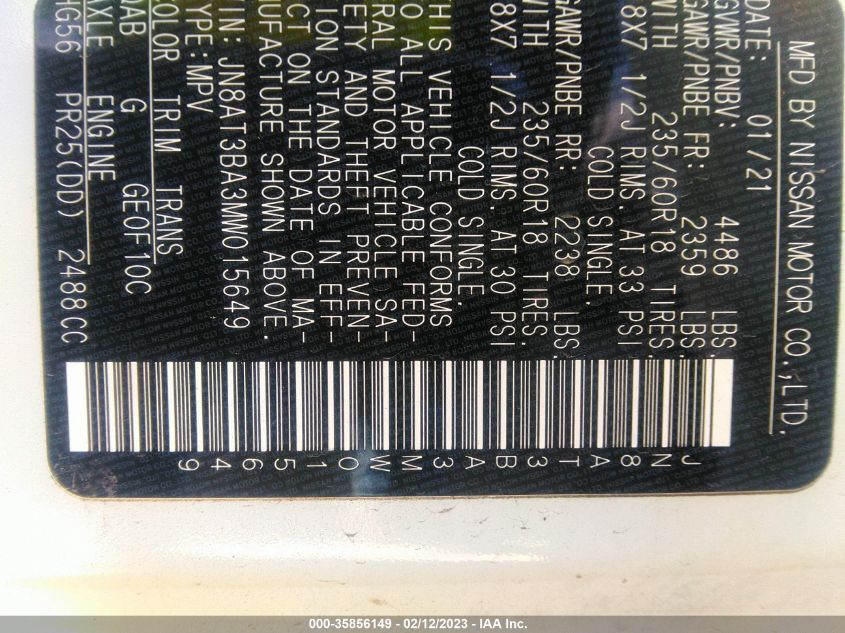 MFD BY NISSAN MOTOR CO.,LTD.
DATE: 01/21
GVWR/PNBV: 4486 LBS.
GAWR/PNBE FR: 2359 LBS.
WITH 235/60R18 TIRES,
18X7 1/2J RIMS. AT 33 PSI
COLD SINGLE.
GAWR/PNBE RR: 2238 LBS.
WITH 235/60R18 TIRES,
18X7 1/2J RIMS. AT 30 PSI
COLD SINGLE.
THIS VEHICLE CONFORMS
TO ALL APPLICABLE FED-
ERAL MOTOR VEHICLE SA-
FETY AND THEFT PREVEN-
TION STANDARDS IN EFF-
ECT ON THE DATE OF MA-
NUFACTURE SHOWN ABOVE.
VIN:JN8AT3BA3MW015649
TYPE:MPV
COLOR TRIM TRANS
QAB G GE0F10C
AXLE ENGINE
HG56 PR25(DD) 2488CC
JN8AT3BA3MW015649
000-35856149 - 02/12/2023 - IAA Inc.